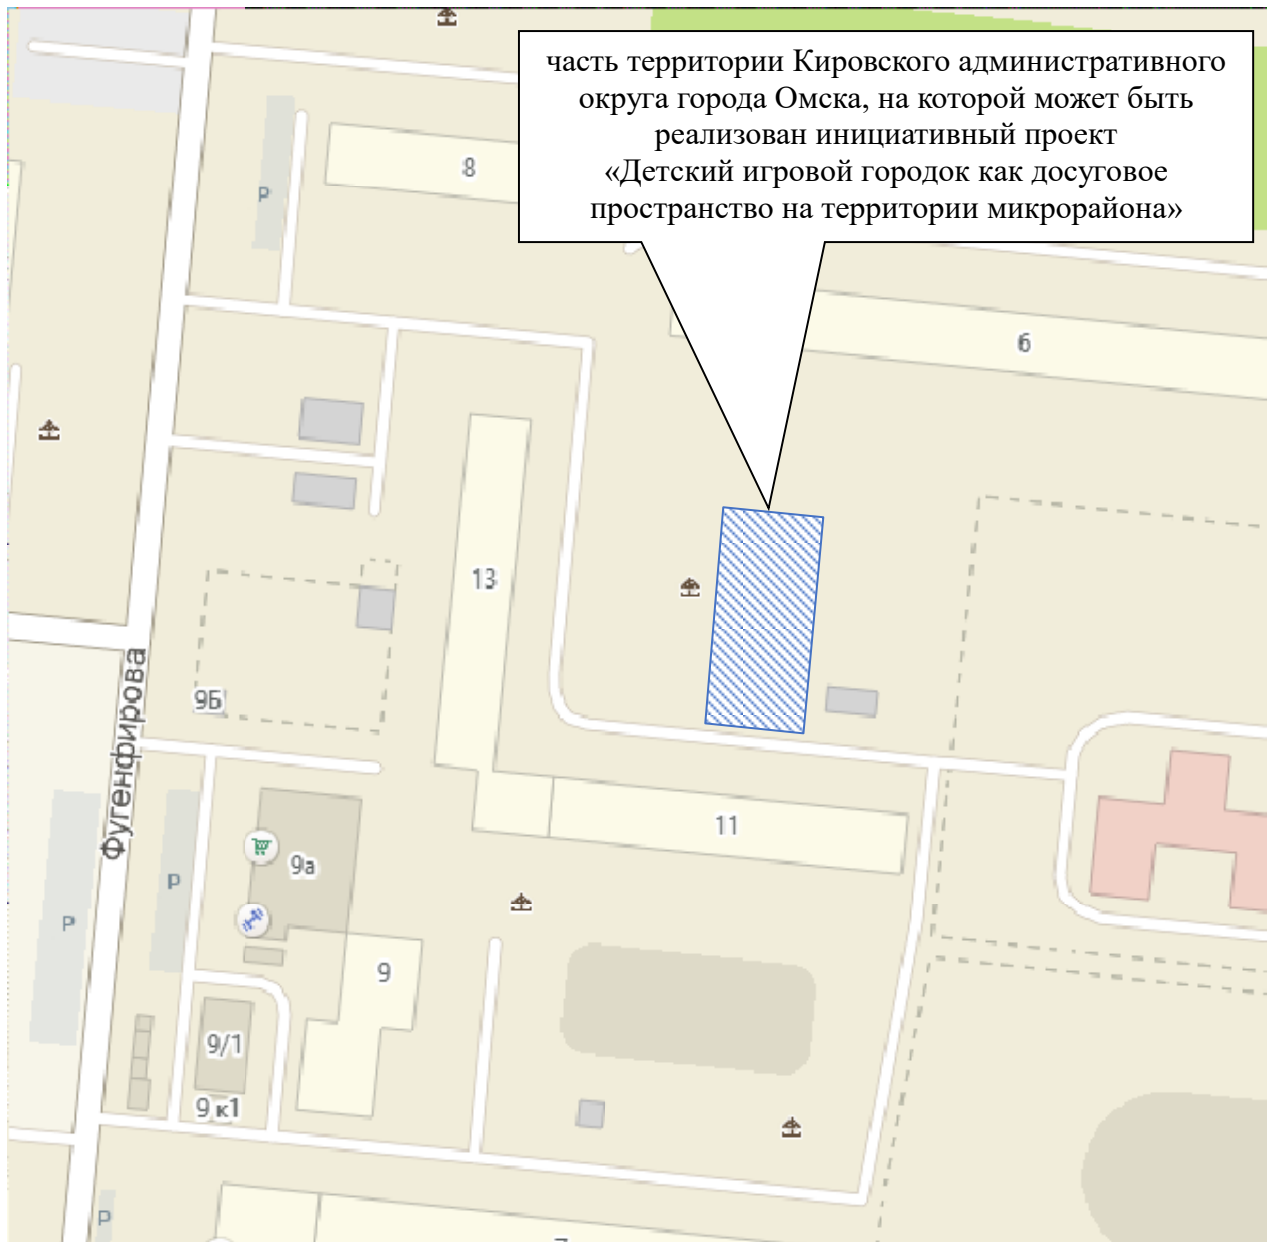 часть территории Кировского административного
округа города Омска, на которой может быть
реализован инициативный проект
«Детский игровой городок как досуговое
пространство на территории микрорайона»
8
P
6
13
9Б
Фугенфирова
11
9а
P
P
9
9/1
9 к1
P